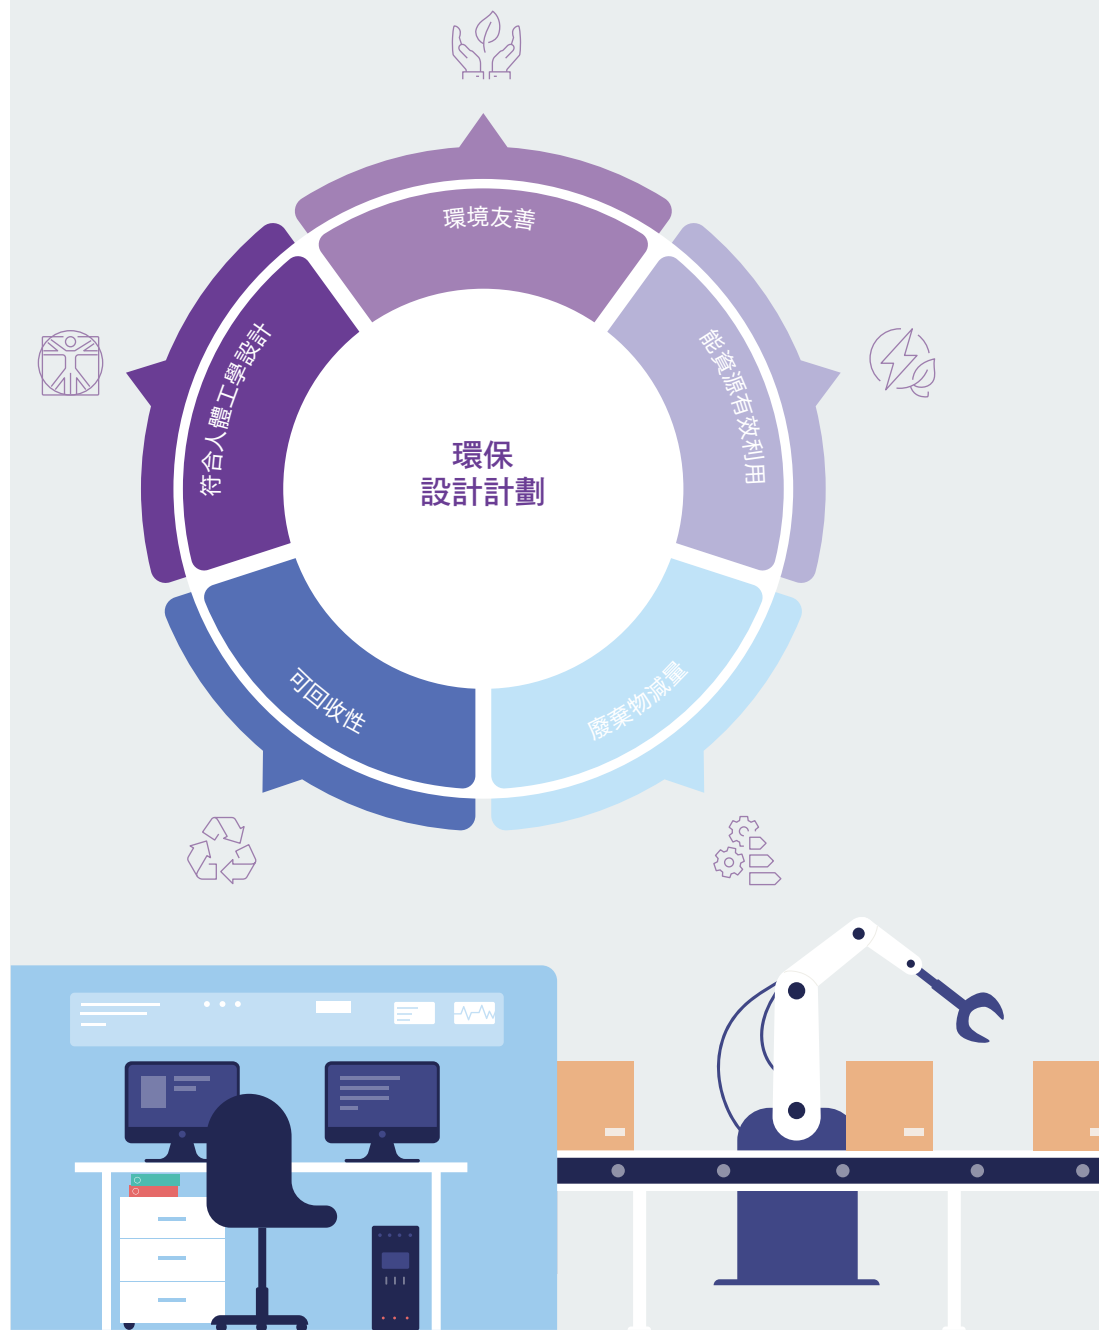 環境友善
能資源有效利用
廢棄物減量
可回收性
符合人體工學設計
環保
設計計劃